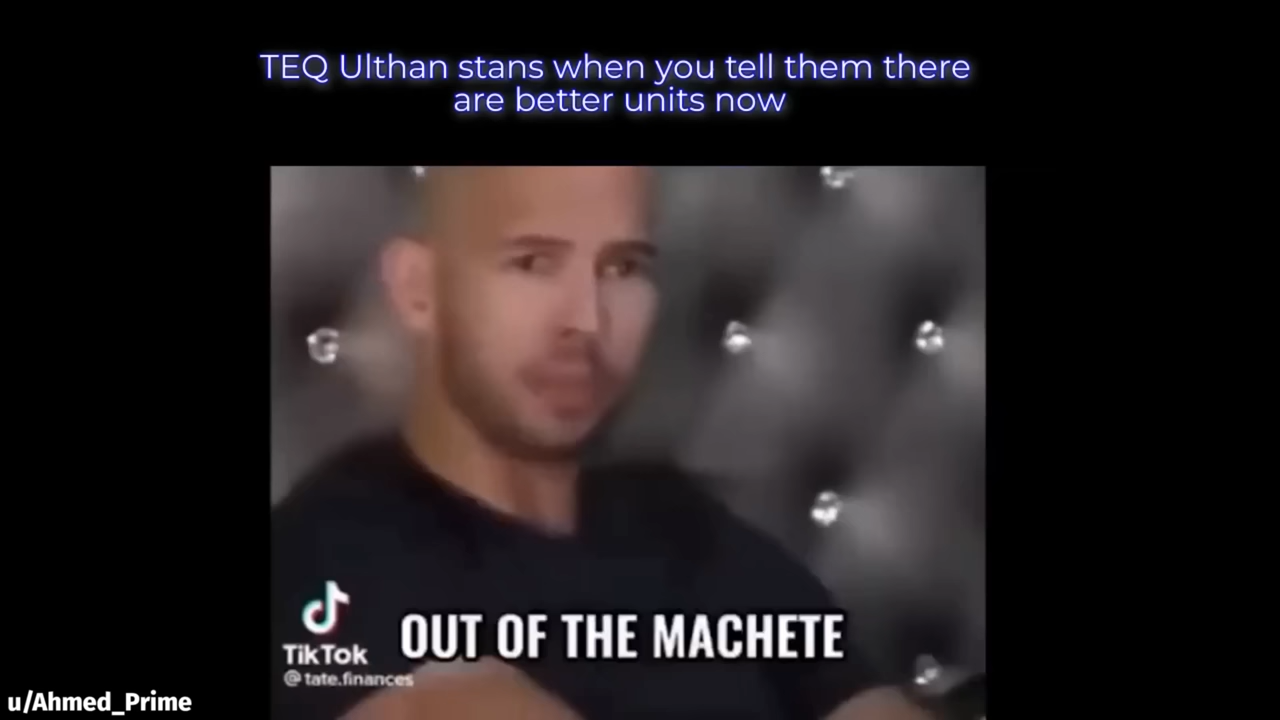 TEQ Ulthan stans when you tell them there
are better units now
OUT OF THE MACHETE
TikTok
@tate.finances
u/Ahmed_Prime